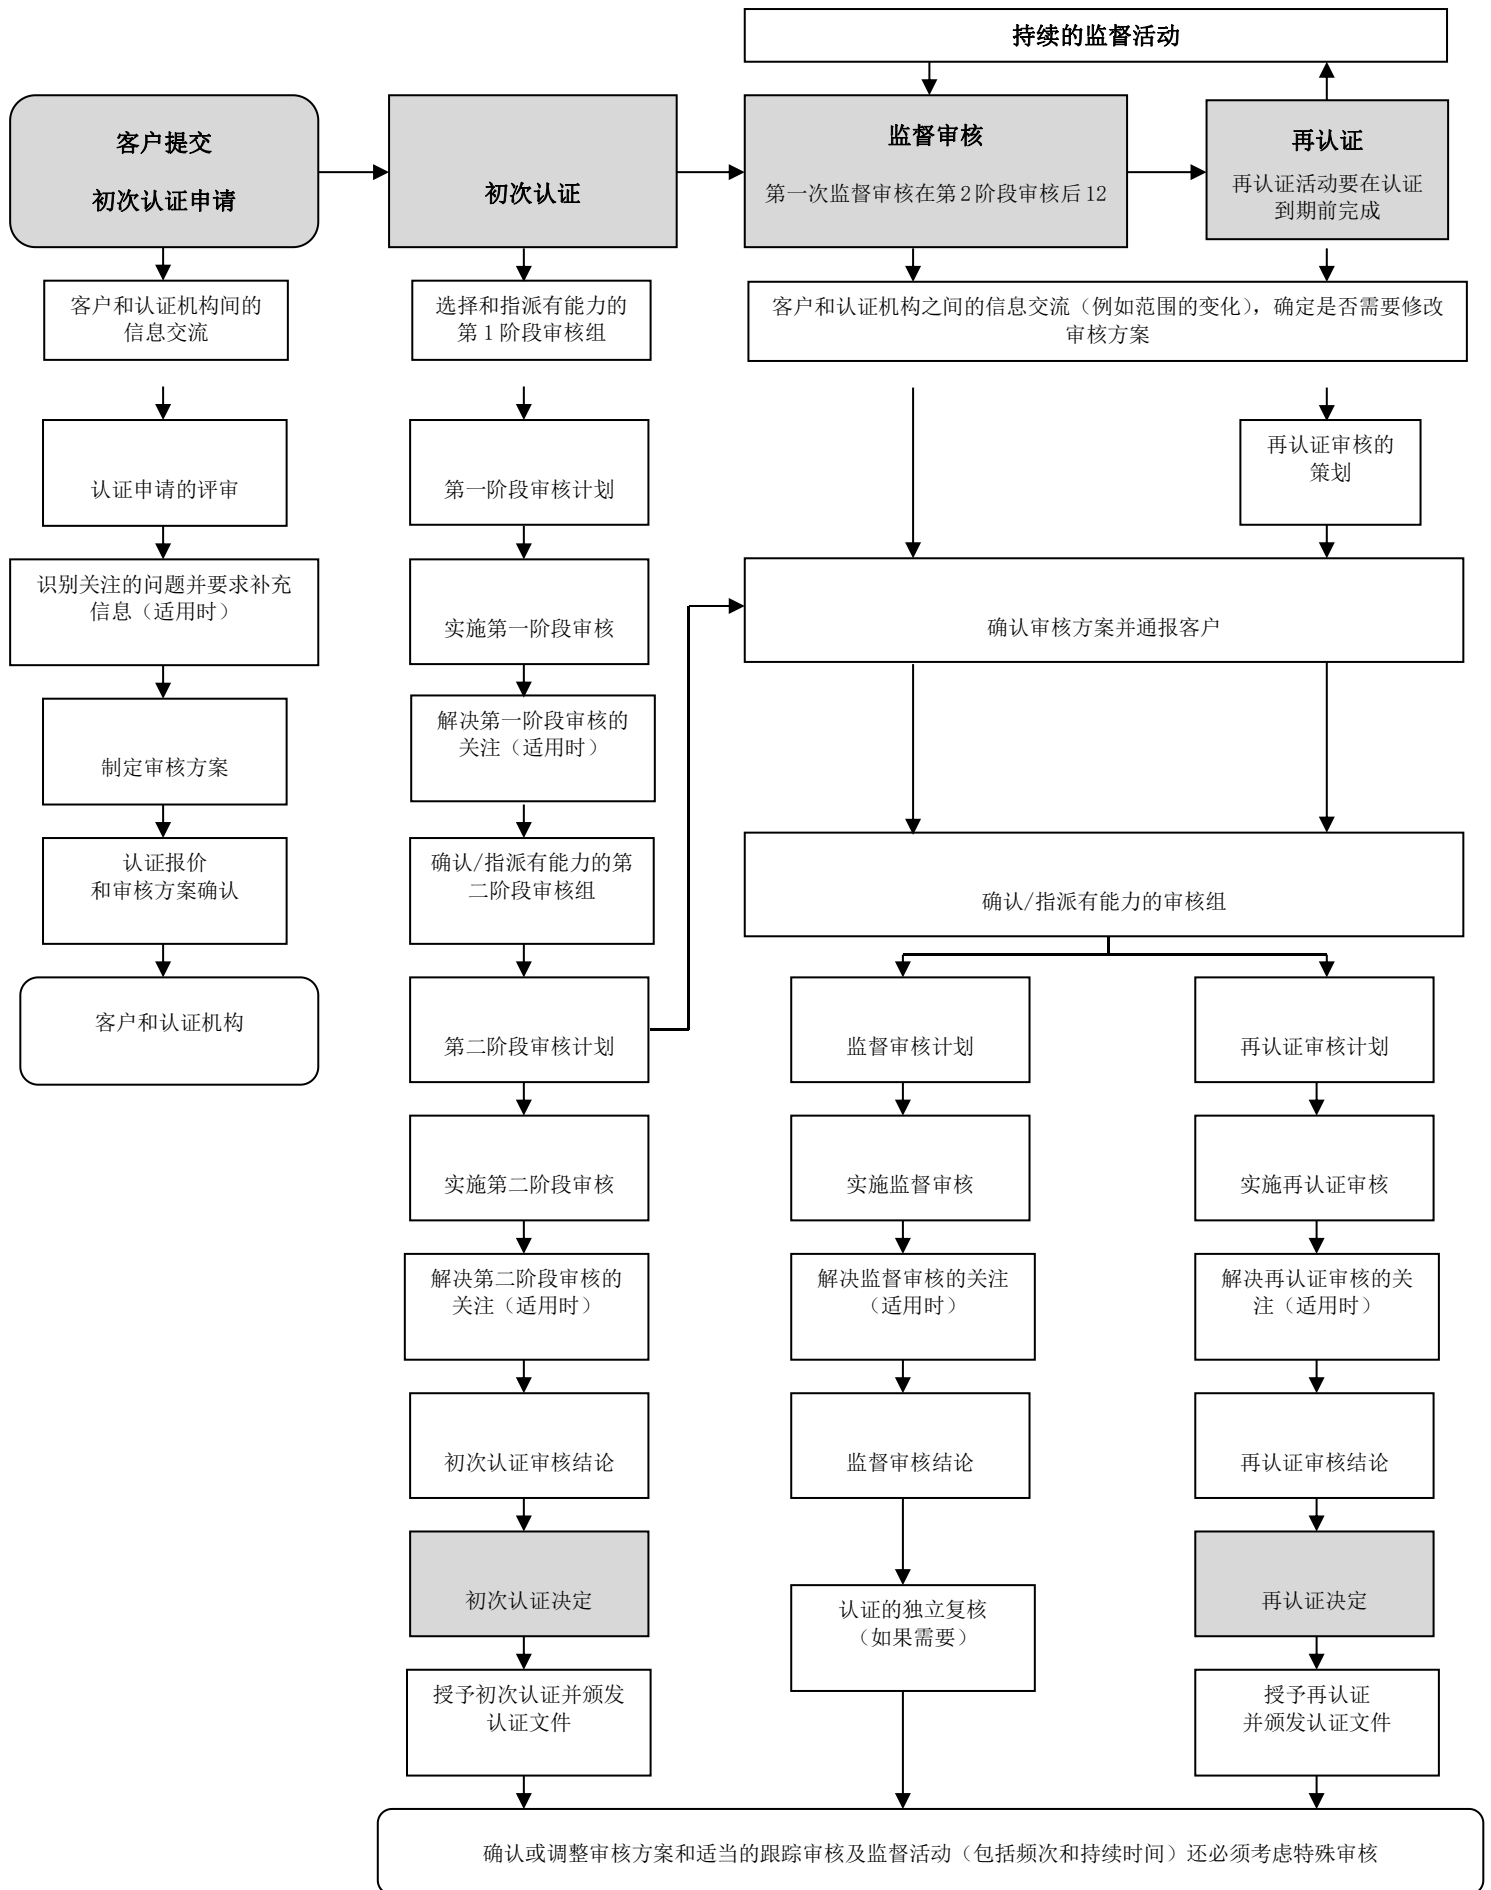 持续的监督活动
客户提交
初次认证申请
初次认证
监督审核
第一次监督审核在第2阶段审核后12
再认证
再认证活动要在认证
到期前完成
客户和认证机构间的
信息交流
选择和指派有能力的
第1阶段审核组
客户和认证机构之间的信息交流（例如范围的变化），确定是否需要修改
审核方案
认证申请的评审
第一阶段审核计划
再认证审核的
策划
识别关注的问题并要求补充
信息（适用时）
实施第一阶段审核
确认审核方案并通报客户
制定审核方案
解决第一阶段审核的
关注（适用时）
认证报价
和审核方案确认
确认/指派有能力的第
二阶段审核组
确认/指派有能力的审核组
客户和认证机构
第二阶段审核计划
监督审核计划
再认证审核计划
实施第二阶段审核
实施监督审核
实施再认证审核
解决第二阶段审核的
关注（适用时）
解决监督审核的关注
（适用时）
解决再认证审核的关
注（适用时）
初次认证审核结论
监督审核结论
再认证审核结论
初次认证决定
认证的独立复核
（如果需要）
再认证决定
授予初次认证并颁发
认证文件
授予再认证
并颁发认证文件
确认或调整审核方案和适当的跟踪审核及监督活动（包括频次和持续时间）还必须考虑特殊审核